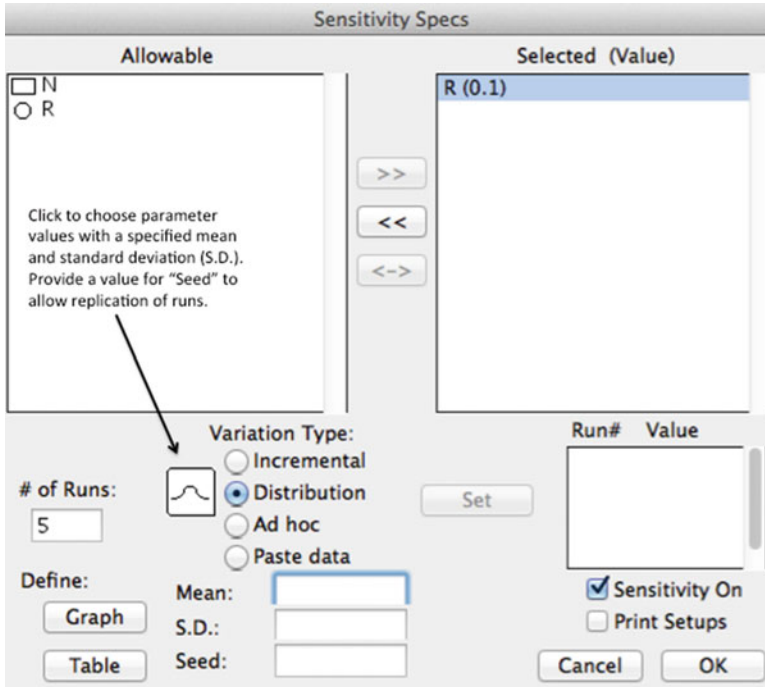 Sensitivity Specs
Allowable
Selected (Value)
N
R
R (0.1)
>>
<<
<->
Click to choose parameter
values with a specified mean
and standard deviation (S.D.).
Provide a value for “Seed” to
allow replication of runs.
Variation Type:
Incremental
Distribution
Ad hoc
Paste data
# of Runs:
5
Set
Run# Value
Define:
Graph
Table
Mean:
S.D.:
Seed:
Sensitivity On
Print Setups
Cancel
OK